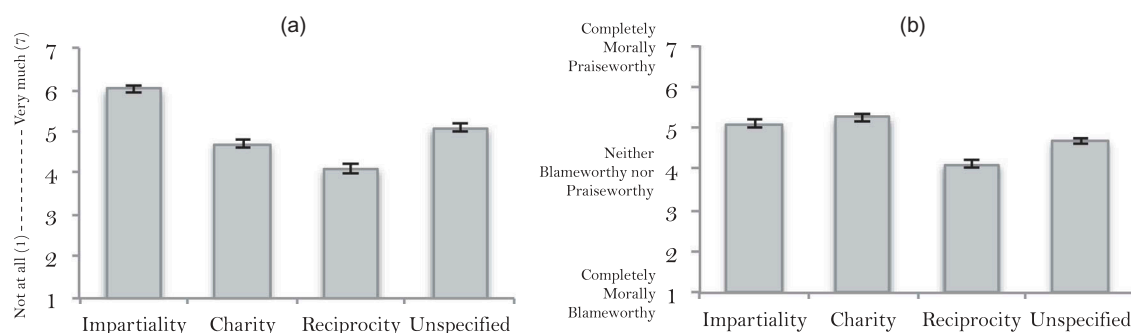 (a)
Not at all (1) ---------- Very much (7)
7
6
5
4
3
2
1
Impartiality Charity Reciprocity Unspecified
(b)
Completely
Morally
Praiseworthy
Neither
Blameworthy nor
Praiseworthy
Completely
Morally
Blameworthy
7
6
5
4
3
2
1
Impartiality Charity Reciprocity Unspecified